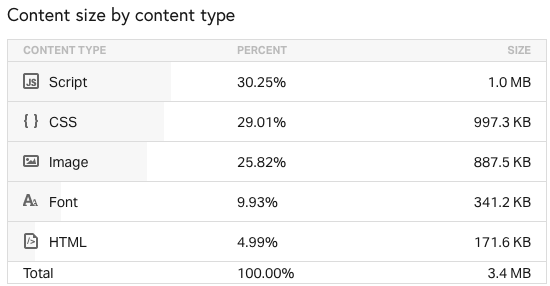 Content size by content type
CONTENT TYPE PERCENT SIZE
JS Script 30.25% 1.0 MB
{ } CSS 29.01% 997.3 KB
Image 25.82% 887.5 KB
AA Font 9.93% 341.2 KB
</> HTML 4.99% 171.6 KB
Total 100.00% 3.4 MB